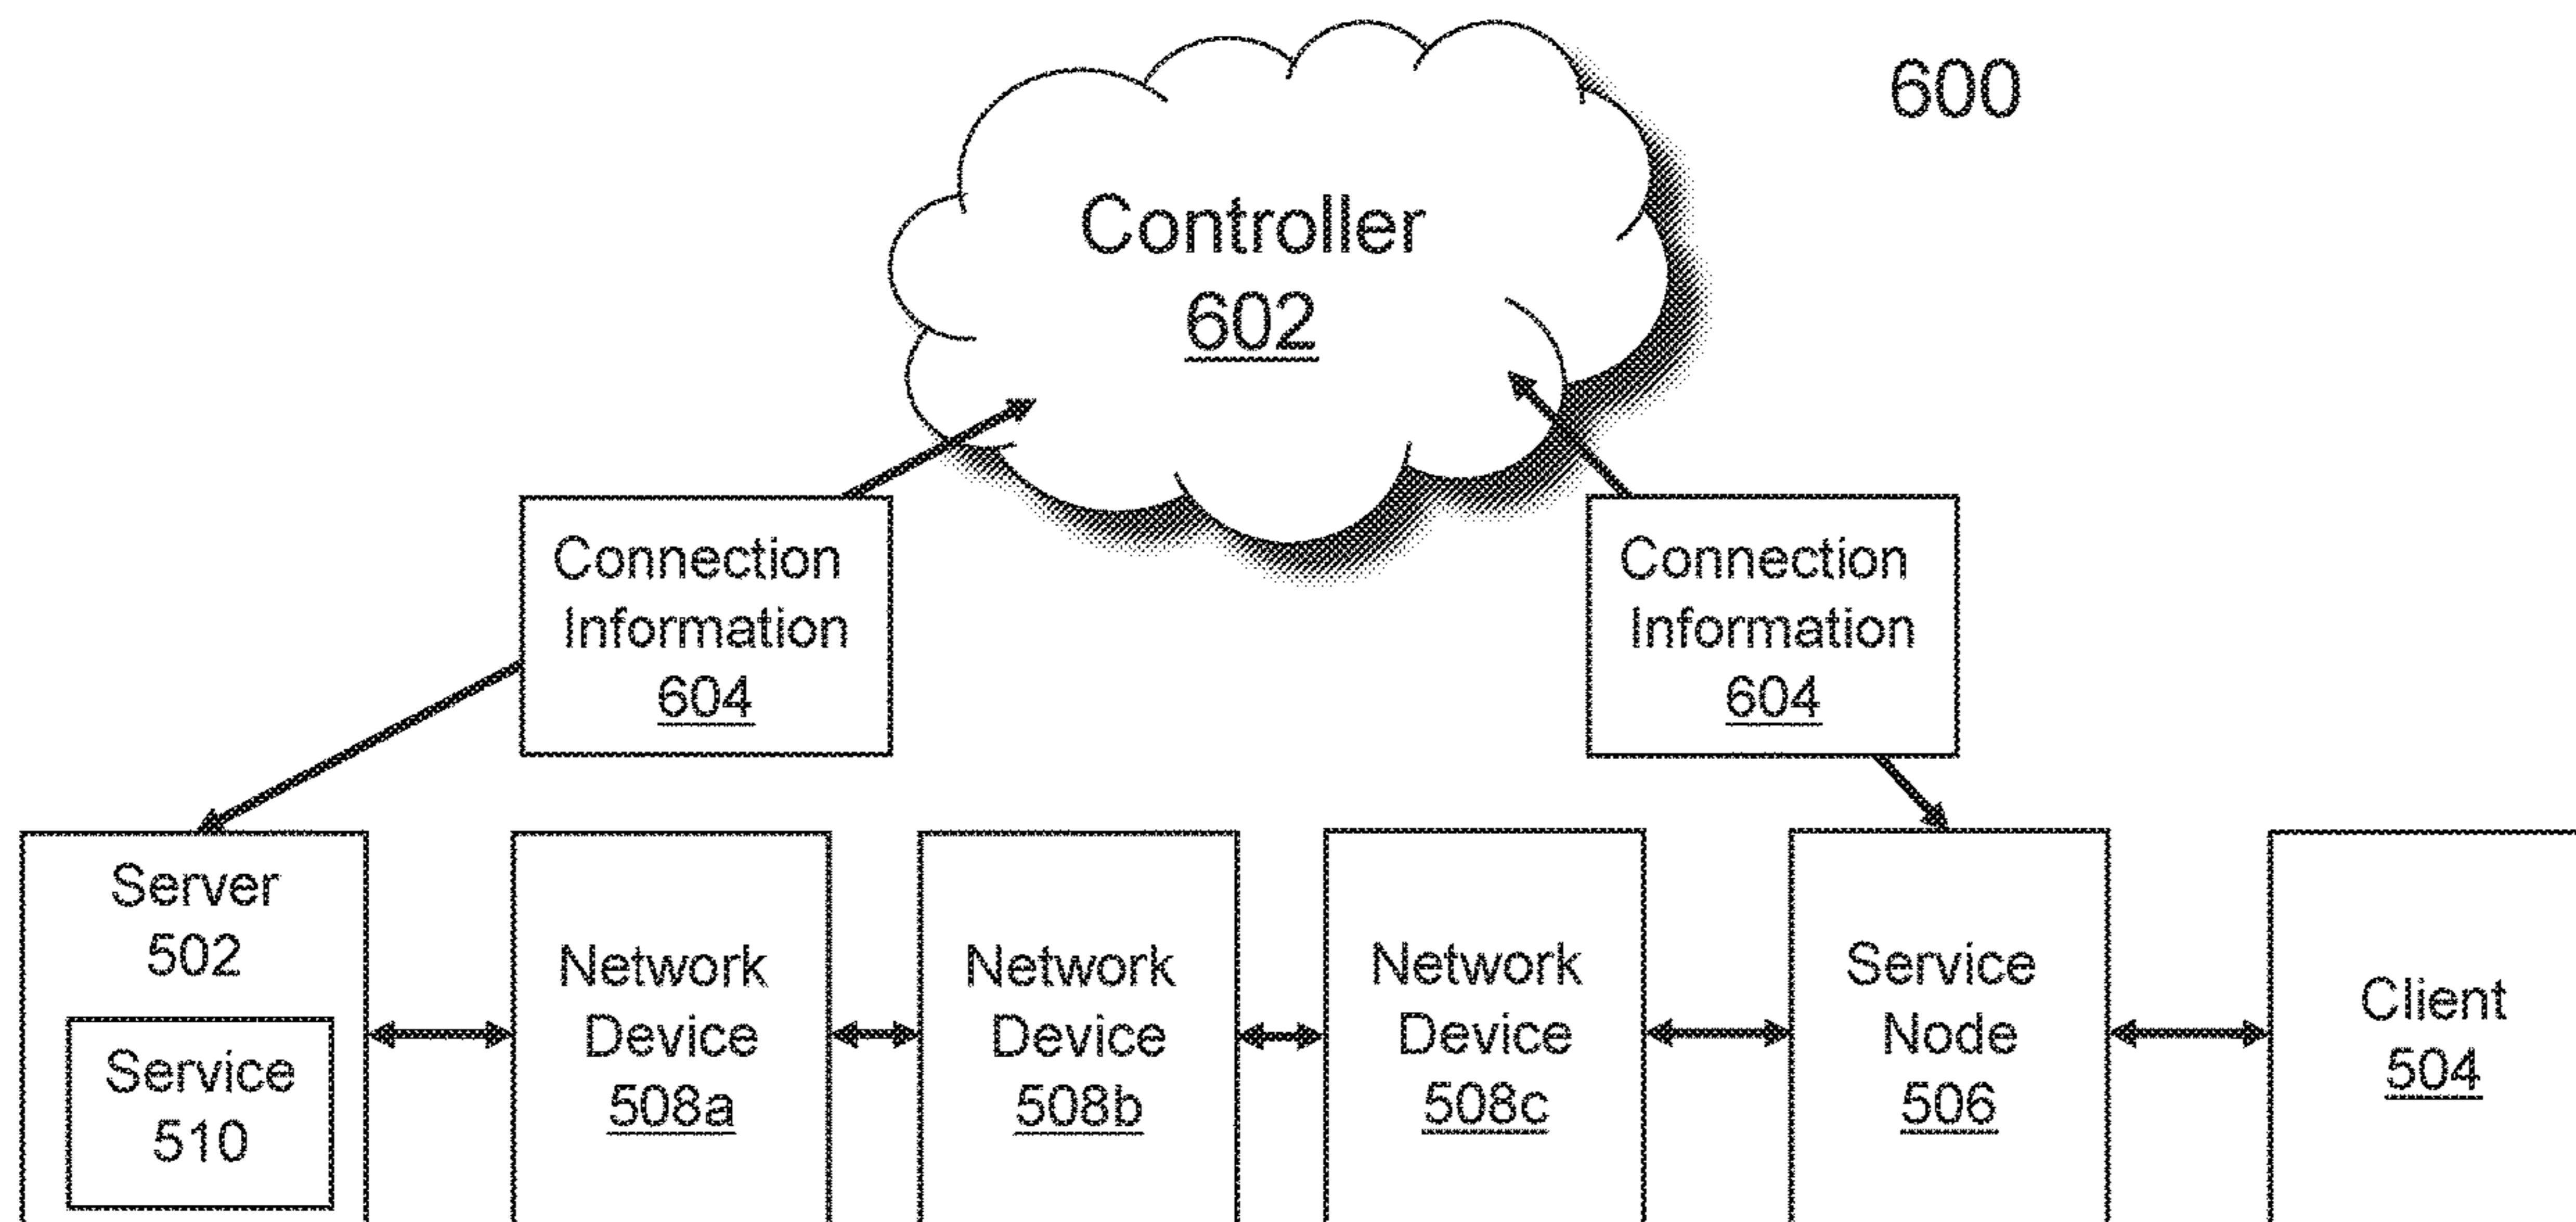 600
Controller
602
Connection
Information
604
Connection
Information
604
Server
502
Service
510
Network
Device
508a
Network
Device
508b
Network
Device
508c
Service
Node
506
Client
504